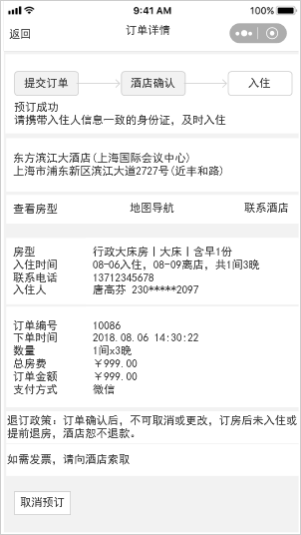 9:41 AM
100%
返回
订单详情
提交订单
酒店确认
入住
预订成功
请携带入住人信息一致的身份证，及时入住
东方滨江大酒店(上海国际会议中心)
上海市浦东新区滨江大道2727号(近丰和路)
查看房型
地图导航
联系酒店
房型 行政大床房 | 大床 | 含早1份
入住时间 08-06入住，08-09离店，共1间3晚
联系电话 13712345678
入住人 唐高芬 230*****2097
订单编号 10086
下单时间 2018.08.06 14:30:22
数量 1间x3晚
总房费 ￥999.00
订单金额 ￥999.00
支付方式 微信
退订政策：订单确认后，不可取消或更改，订房后未入住或
提前退房，酒店恕不退款。
如需发票，请向酒店索取
取消预订